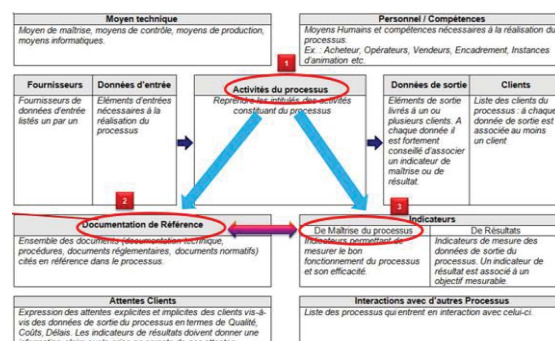 Moyen technique
Moyen de maîtrise, moyens de contrôle, moyens de production,
moyens informatiques.
Personnel / Compétences
Moyens Humains et compétences nécessaires à la réalisation du
processus.
Ex. : Acheteur, Opérateurs, Vendeurs, Encadrement, Instances
d'animation etc.
1
Fournisseurs
Fournisseurs de
données d'entrée
listés un par un
Données d'entrée
Eléments d'entrées
nécessaires à la
réalisation du
processus
Activités du processus
Reprendre les intitulés des activités
constituant du processus
Données de sortie
Eléments de sortie
livrés à un ou
plusieurs clients. A
chaque donnée il
est fortement
conseillé d'associer
un indicateur de
maîtrise ou de
résultat.
Clients
Liste des clients du
processus : à chaque
donnée de sortie est
associée au moins
un client
2
Documentation de Référence
Ensemble des documents (documentation technique,
procédures, documents réglementaires, documents normatifs)
cités en référence dans le processus.
3
Indicateurs
De Maîtrise du processus
Indicateurs permettant de
mesurer le bon
fonctionnement du processus
et son efficacité.
De Résultats
Indicateurs de mesure des
données de sortie du
processus. Un indicateur de
résultat est associé à un
objectif mesurable.
Attentes Clients
Expression des attentes explicites et implicites des clients vis-à-
vis des données de sortie du processus en termes de Qualité,
Coûts, Délais. Les indicateurs de résultats doivent donner une
Interactions avec d'autres Processus
Liste des processus qui entrent en interaction avec celui-ci.